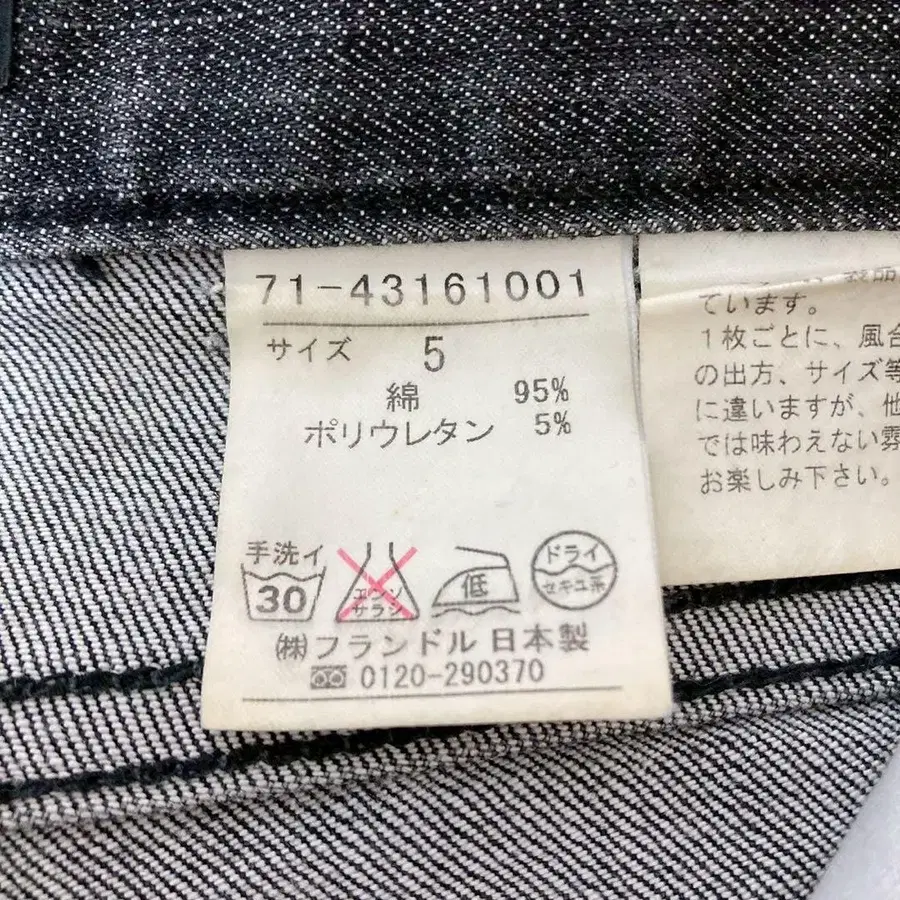 71-43161001
サイズ 5
綿 95%
ポリウレタン 5%
手洗イ
30
エンソ
サラシ
低
ドライ
セキユ系
㈱フランドル 日本製
0120-290370
製品
ています。
1枚ごとに、風合
の出方、サイズ等
に違いますが、他
では味わえない雰
お楽しみ下さい。